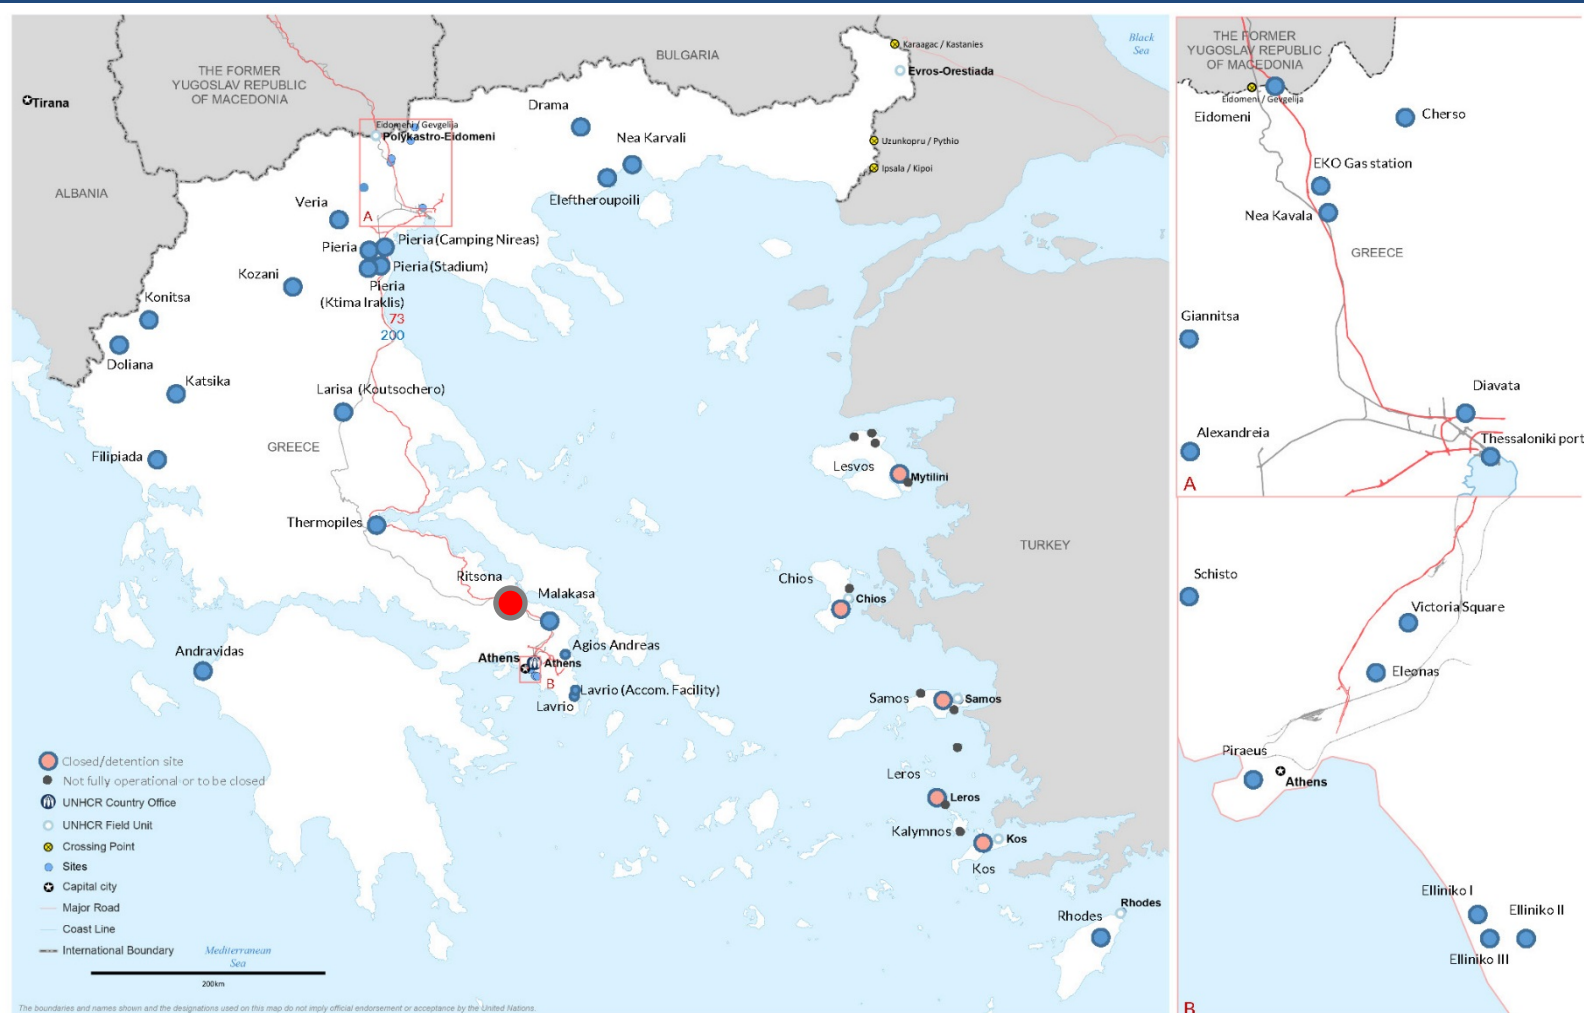 Black
Sea
BULGARIA
Karaagac / Kastanies
Evros-Orestiada
THE FORMER
YUGOSLAV REPUBLIC
OF MACEDONIA
Tirana
Drama
Eidomeni / Gevgelija
Polykastro-Eidomeni
Nea Karvali
Uzunkopru / Pythio
Ipsala / Kipoi
ALBANIA
Eleftheroupoili
Veria
A
Pieria
Pieria (Camping Nireas)
Pieria (Stadium)
Kozani
Pieria
(Ktima Iraklis)
Konitsa
73
200
Doliana
Katsika
Larisa (Koutsochero)
GREECE
Filipiada
Lesvos
Mytilini
Thermopiles
TURKEY
Ritsona
Malakasa
Chios
Chios
Andravidas
Agios Andreas
Athens
Athens
B
Lavrio (Accom. Facility)
Lavrio
Samos
Samos
Leros
Leros
Kalymnos
Kos
Kos
Rhodes
Rhodes
Closed/detention site
Not fully operational or to be closed
UNHCR Country Office
UNHCR Field Unit
Crossing Point
Sites
Capital city
Major Road
Coast Line
International Boundary
Mediterranean
Sea
200km
The boundaries and names shown and the designations used on this map do not imply official endorsement or acceptance by the United Nations.
THE FORMER
YUGOSLAV REPUBLIC
OF MACEDONIA
Eidomeni / Gevgelija
Eidomeni
Cherso
EKO Gas station
Nea Kavala
GREECE
Giannitsa
Diavata
Alexandreia
Thessaloniki port
A
Schisto
Victoria Square
Eleonas
Piraeus
Athens
Elliniko I
Elliniko II
Elliniko III
B